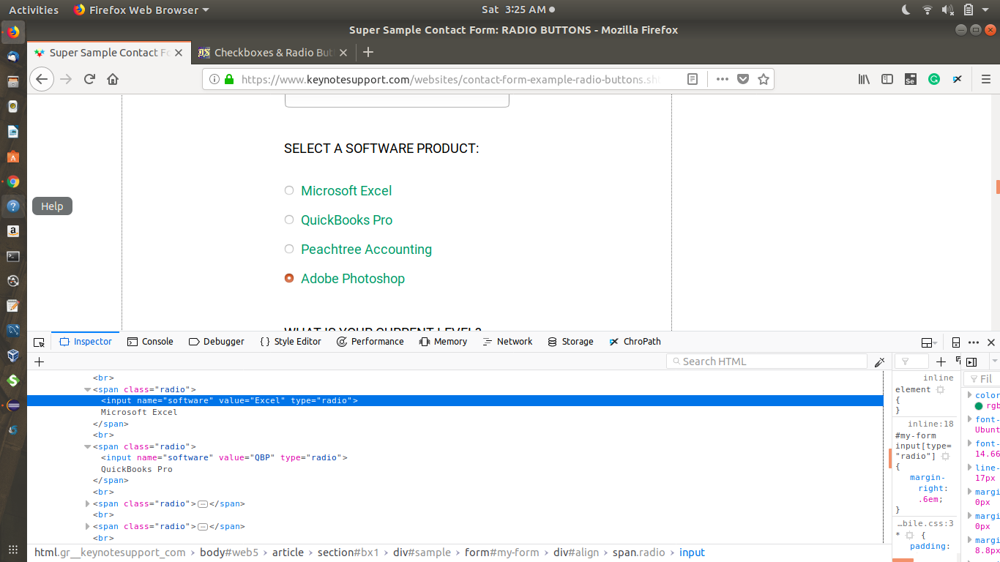 Activities Firefox Web Browser Sat 3:25 AM
Super Sample Contact Form: RADIO BUTTONS - Mozilla Firefox
Super Sample Contact Fo Checkboxes & Radio But
https://www.keynotesupport.com/websites/contact-form-example-radio-buttons.sh
SELECT A SOFTWARE PRODUCT:
Microsoft Excel
Help
QuickBooks Pro
Peachtree Accounting
Adobe Photoshop
WHAT IS YOUR CURRENT LEVEL?
Inspector Console Debugger { } Style Editor Performance Memory Network Storage ChroPath
Search HTML
<br>
<span class="radio">
<input name="software" value="Excel" type="radio">
Microsoft Excel
</span>
<br>
<span class="radio">
<input name="software" value="QBP" type="radio">
QuickBooks Pro
</span>
<br>
<span class="radio"></span>
<br>
<span class="radio"></span>
<br>
inline
element
{
}
inline:18
#my-form
input[type=
"radio"]
{
margin-
right:
.6em;
}
…bile.css:3
* {
padding:
Fil
color
rgb
font-
Ubunt
font-
14.66
line-
17px
margi
0px
margi
0px
margi
8.8px
html.gr__keynotesupport_com › body#web5 › article › section#bx1 › div#sample › form#my-form › div#align › span.radio › input